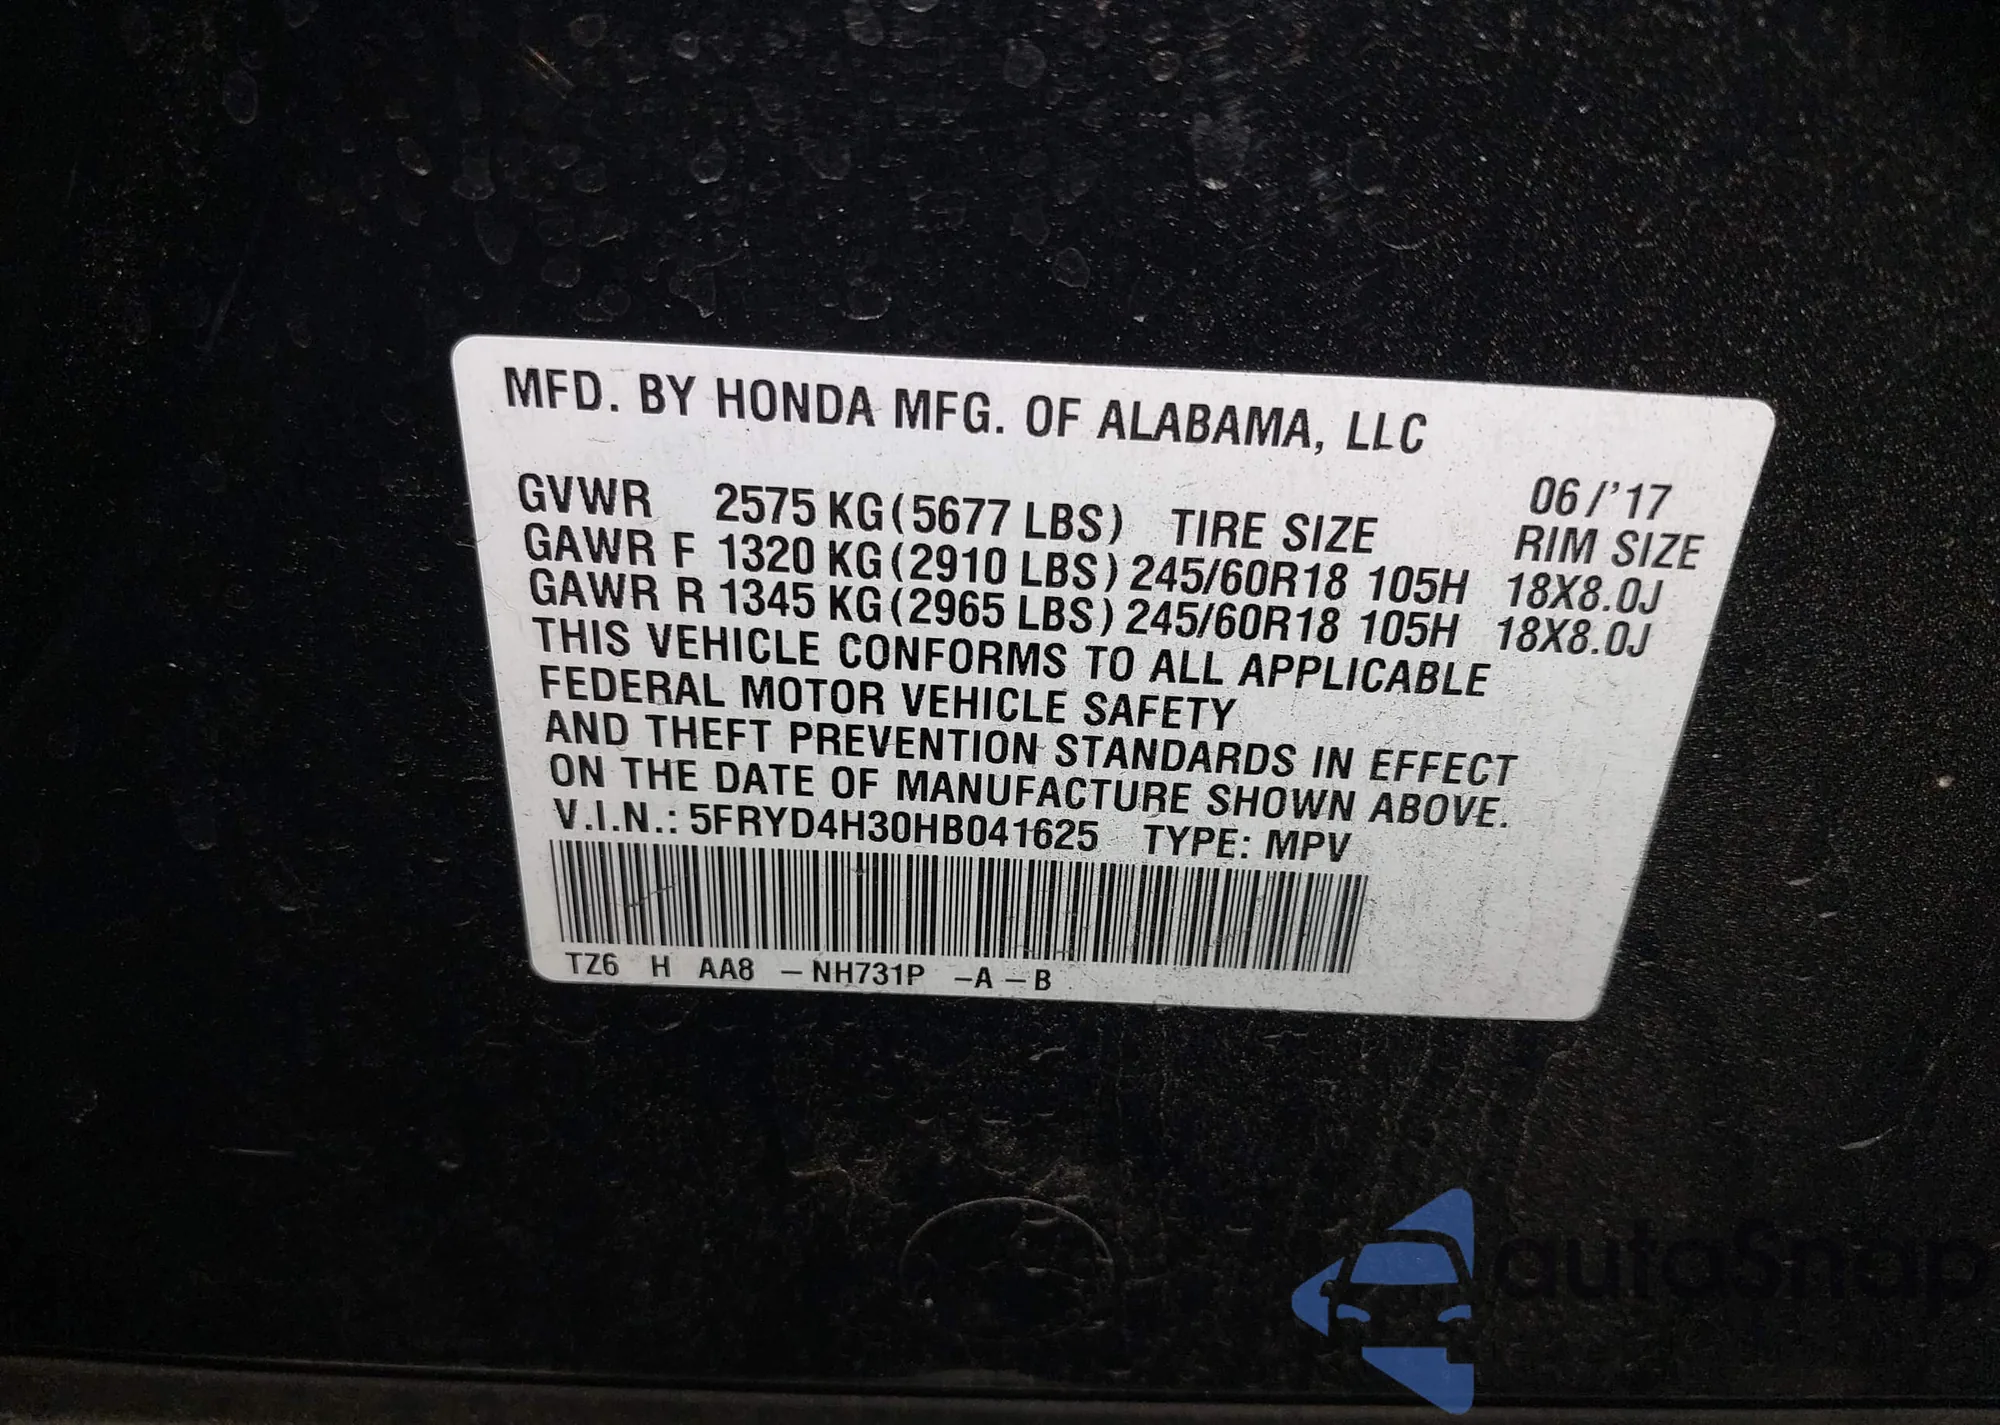 MFD. BY HONDA MFG. OF ALABAMA, LLC
06/'17
GVWR 2575 KG(5677 LBS) TIRE SIZE RIM SIZE
GAWR F 1320 KG(2910 LBS) 245/60R18 105H 18X8.0J
GAWR R 1345 KG(2965 LBS) 245/60R18 105H 18X8.0J
THIS VEHICLE CONFORMS TO ALL APPLICABLE
FEDERAL MOTOR VEHICLE SAFETY
AND THEFT PREVENTION STANDARDS IN EFFECT
ON THE DATE OF MANUFACTURE SHOWN ABOVE.
V.I.N.: 5FRYD4H30HB041625 TYPE: MPV
TZ6 H AA8 – NH731P – A – B
autoSnap